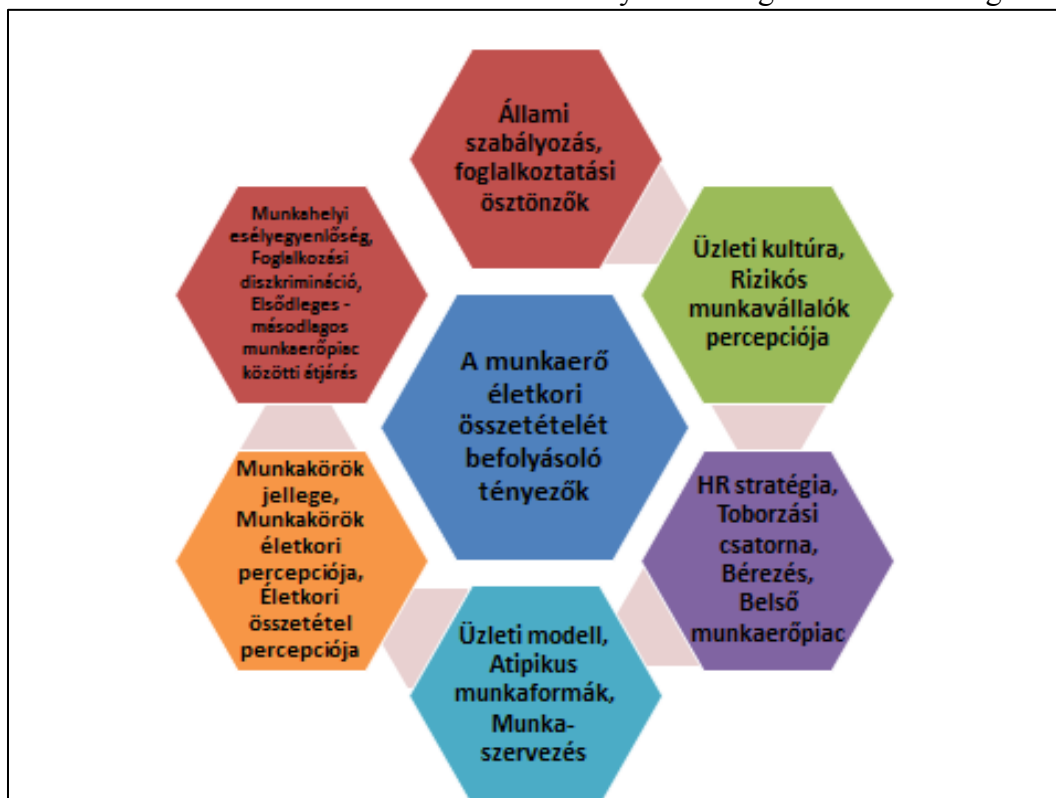 Állami
szabályozás,
foglalkoztatási
ösztönzők
Üzleti kultúra,
Rizikós
munkavállalók
percepciója
HR stratégia,
Toborzási
csatorna,
Bérezés,
Belső
munkaerőpiac
Üzleti modell,
Atipikus
munkaformák,
Munka-
szervezés
Munkakörök
jellege,
Munkakörök
életkori
percepciója,
Életkori
összetétel
percepciója
Munkahelyi
esélyegyenlőség,
Foglalkozási
diszkrimináció,
Elsődleges -
másodlagos
munkaerőpiac
közötti átjárás
A munkaerő
életkori
összetételét
befolyásoló
tényezők